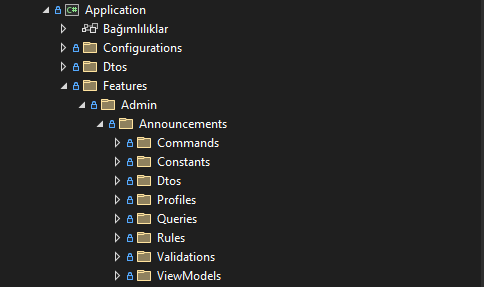 C# Application
Bağımlılıklar
Configurations
Dtos
Features
Admin
Announcements
Commands
Constants
Dtos
Profiles
Queries
Rules
Validations
ViewModels